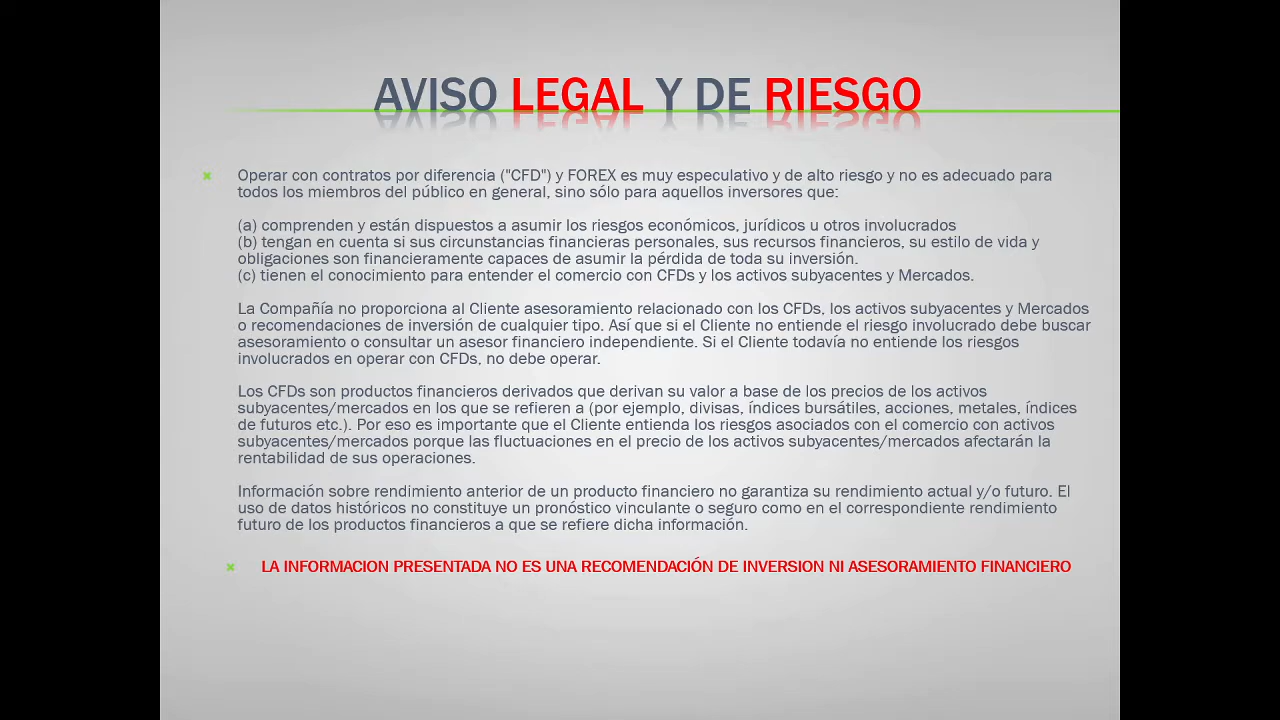 AVISO LEGAL Y DE RIESGO
Operar con contratos por diferencia ("CFD") y FOREX es muy especulativo y de alto riesgo y no es adecuado para
todos los miembros del público en general, sino sólo para aquellos inversores que:
(a) comprenden y están dispuestos a asumir los riesgos económicos, jurídicos u otros involucrados
(b) tengan en cuenta si sus circunstancias financieras personales, sus recursos financieros, su estilo de vida y
obligaciones son financieramente capaces de asumir la pérdida de toda su inversión.
(c) tienen el conocimiento para entender el comercio con CFDs y los activos subyacentes y Mercados.
La Compañía no proporciona al Cliente asesoramiento relacionado con los CFDs, los activos subyacentes y Mercados
o recomendaciones de inversión de cualquier tipo. Así que si el Cliente no entiende el riesgo involucrado debe buscar
asesoramiento o consultar un asesor financiero independiente. Si el Cliente todavía no entiende los riesgos
involucrados en operar con CFDs, no debe operar.
Los CFDs son productos financieros derivados que derivan su valor a base de los precios de los activos
subyacentes/mercados en los que se refieren a (por ejemplo, divisas, índices bursátiles, acciones, metales, índices
de futuros etc.). Por eso es importante que el Cliente entienda los riesgos asociados con el comercio con activos
subyacentes/mercados porque las fluctuaciones en el precio de los activos subyacentes/mercados afectarán la
rentabilidad de sus operaciones.
Información sobre rendimiento anterior de un producto financiero no garantiza su rendimiento actual y/o futuro. El
uso de datos históricos no constituye un pronóstico vinculante o seguro como en el correspondiente rendimiento
futuro de los productos financieros a que se refiere dicha información.
LA INFORMACION PRESENTADA NO ES UNA RECOMENDACIÓN DE INVERSION NI ASESORAMIENTO FINANCIERO